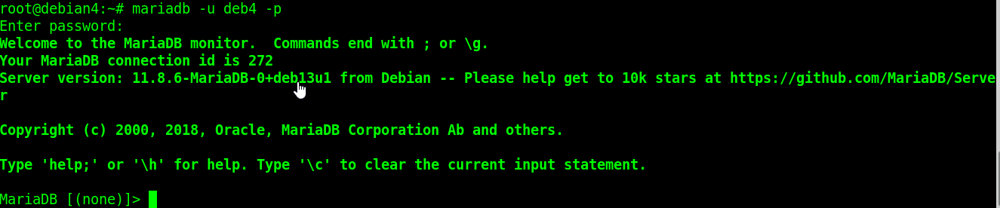 root@debian4:~# mariadb -u deb4 -p
Enter password:
Welcome to the MariaDB monitor.  Commands end with ; or \g.
Your MariaDB connection id is 272
Server version: 11.8.6-MariaDB-0+deb13u1 from Debian -- Please help get to 10k stars at https://github.com/MariaDB/Serve
r
Copyright (c) 2000, 2018, Oracle, MariaDB Corporation Ab and others.
Type 'help;' or '\h' for help. Type '\c' to clear the current input statement.
MariaDB [(none)]>